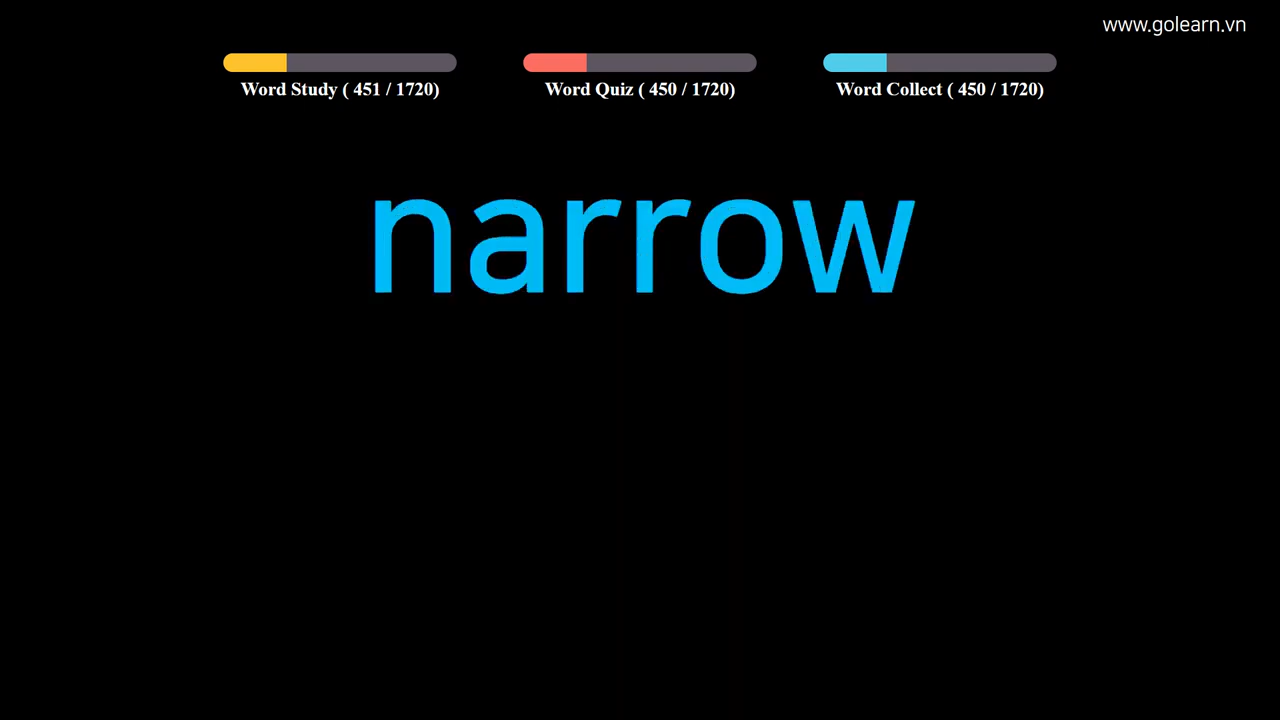 www.golearn.vn
Word Study ( 451 / 1720)
Word Quiz ( 450 / 1720)
Word Collect ( 450 / 1720)
narrow